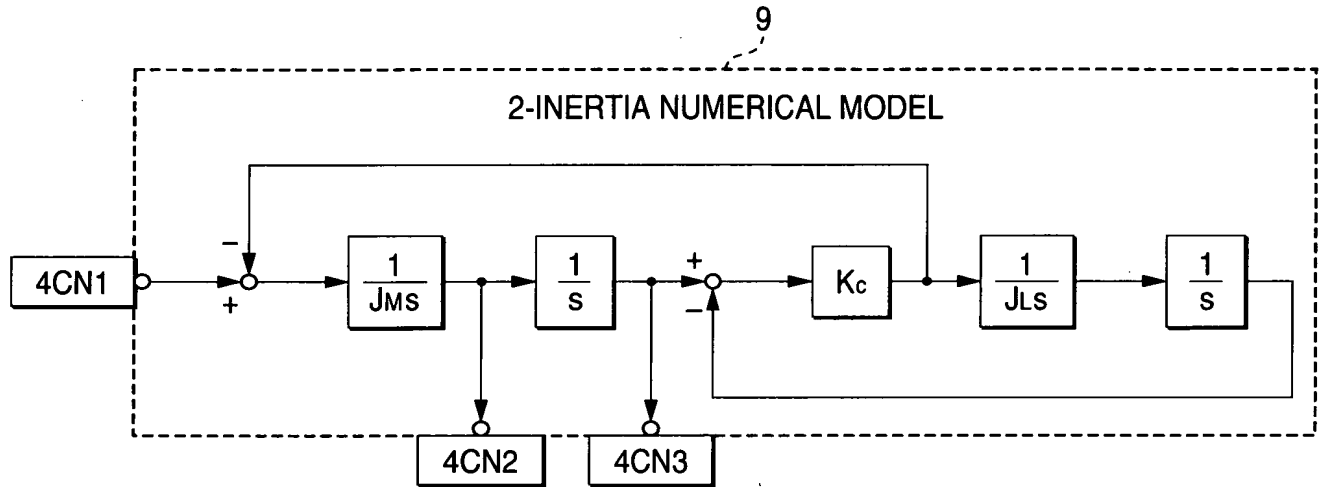 9
2-INERTIA NUMERICAL MODEL
4CN1
−
+
1
JMS
1
S
+
−
Kc
1
JLS
1
S
4CN2
4CN3